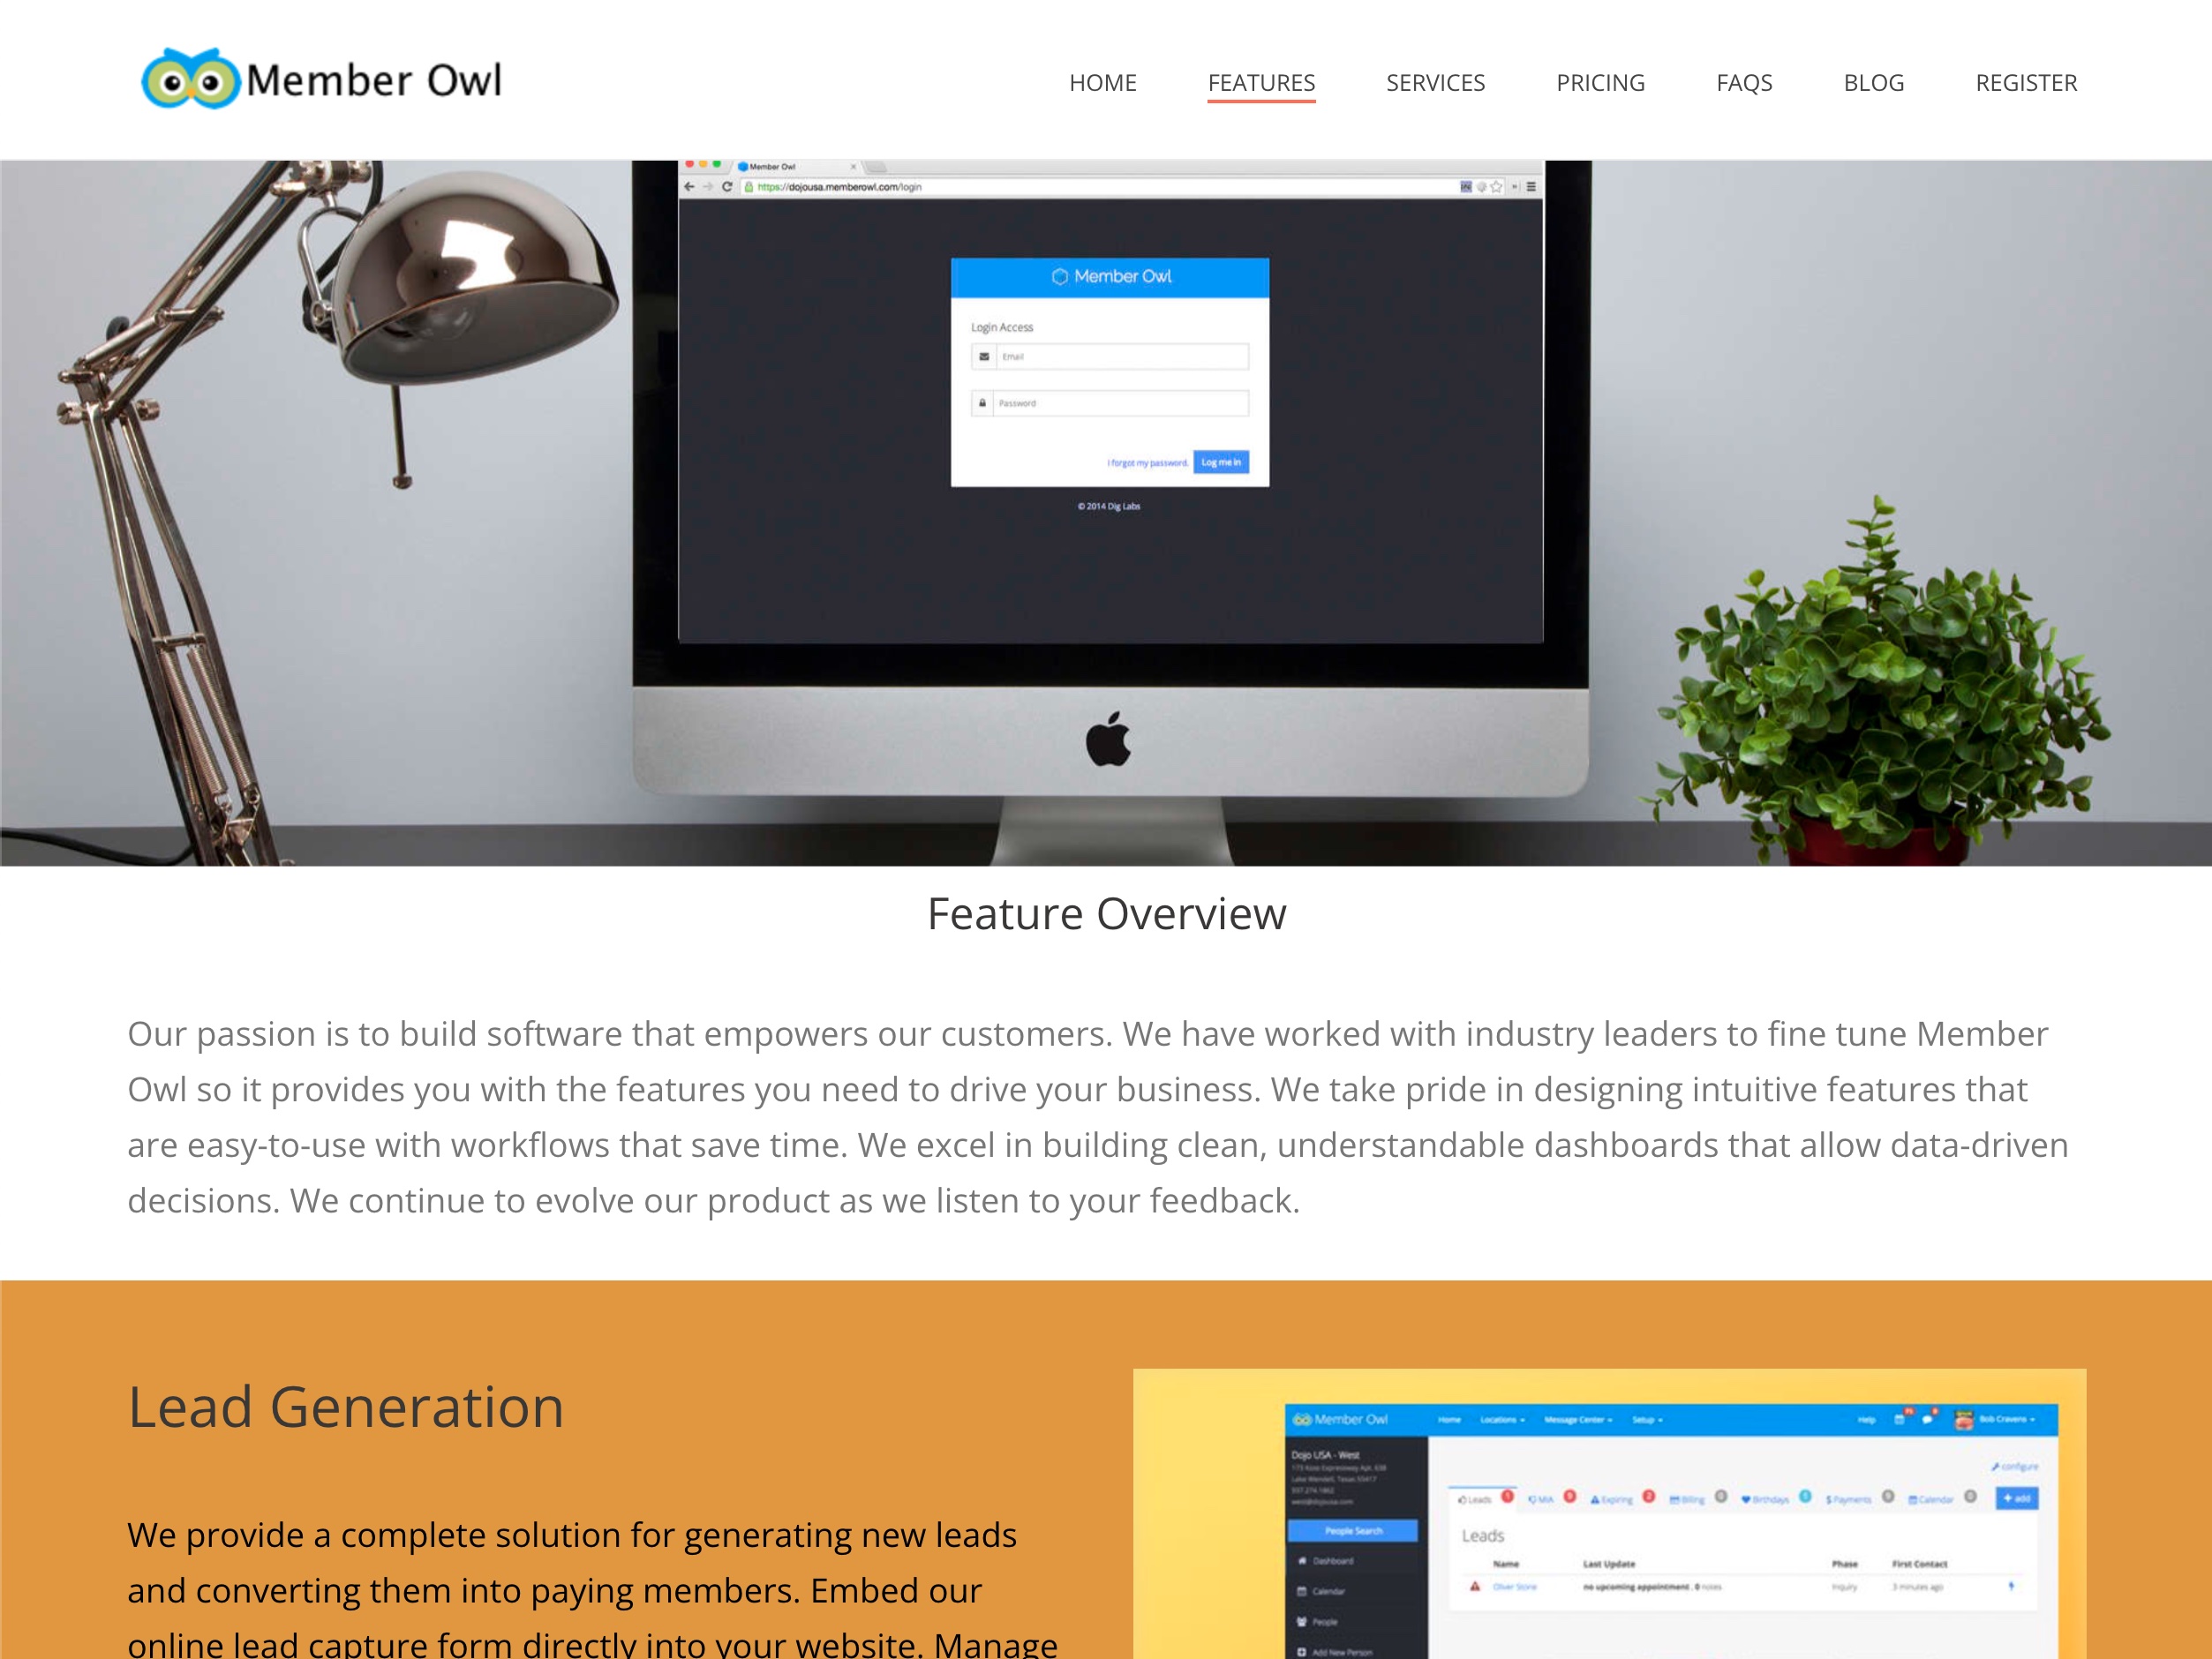 Member Owl
HOME FEATURES SERVICES PRICING FAQS BLOG REGISTER
Member Owl
https://dojousa.memberowl.com/login
Member Owl
Login Access
Email
Password
I forgot my password. Log me in
© 2014 Dig Labs
Feature Overview
Our passion is to build software that empowers our customers. We have worked with industry leaders to fine tune Member
Owl so it provides you with the features you need to drive your business. We take pride in designing intuitive features that
are easy-to-use with workflows that save time. We excel in building clean, understandable dashboards that allow data-driven
decisions. We continue to evolve our product as we listen to your feedback.
Lead Generation
We provide a complete solution for generating new leads
and converting them into paying members. Embed our
online lead capture form directly into your website. Manage
Member Owl Home Locations Message Center Setup Help Bob Cravens
Dojo USA - West
configure
Leads MIA Expiring Billing Birthdays Payments Calendar + add
People Search
Leads
Name Last Update Phase First Contact
Oliver Stone no upcoming appointment. 0 notes Inquiry 3 minutes ago
Dashboard
Calendar
People
Add New Person